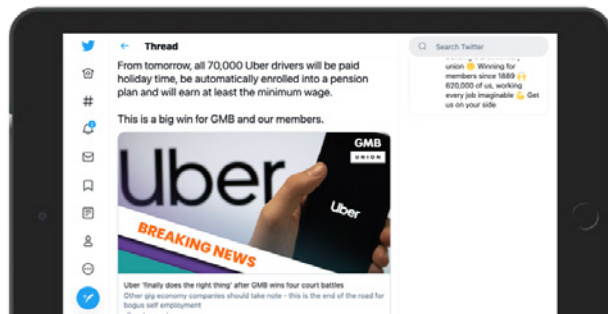 Thread
Search Twitter
From tomorrow, all 70,000 Uber drivers will be paid
holiday time, be automatically enrolled into a pension
plan and will earn at least the minimum wage.
This is a big win for GMB and our members.
union 🟡 Winning for
members since 1889 🙌
620,000 of us, working
every job imaginable 💪 Get
us on your side
GMB
UNION
Uber
Uber
BREAKING NEWS
Uber 'finally does the right thing' after GMB wins four court battles
Other gig economy companies should take note - this is the end of the road for
bogus self employment